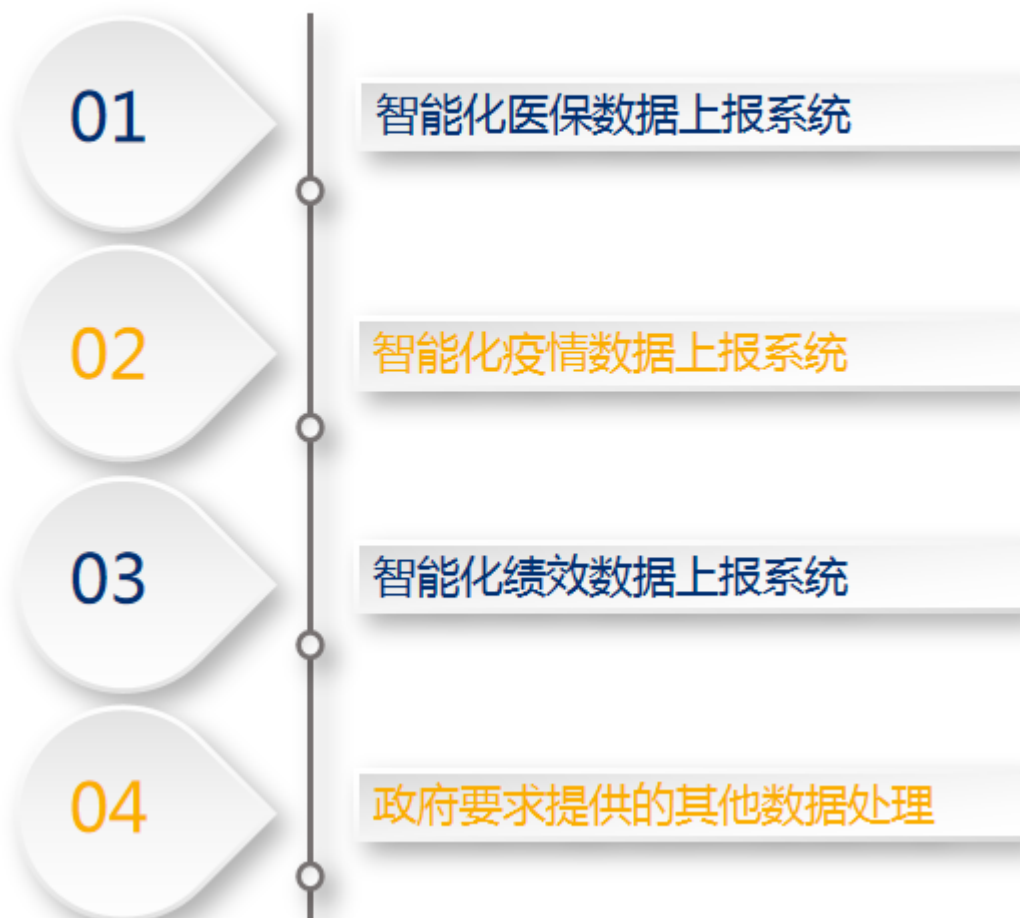 01
智能化医保数据上报系统
02
智能化疫情数据上报系统
03
智能化绩效数据上报系统
04
政府要求提供的其他数据处理